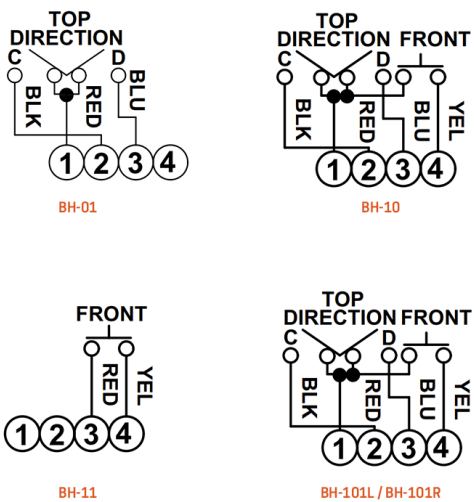 TOP
DIRECTION
C D
BLK RED BLU
1 2 3 4
BH-01
TOP
DIRECTION FRONT
C D
BLK RED BLU YEL
1 2 3 4
BH-10
FRONT
RED YEL
1 2 3 4
BH-11
TOP
DIRECTION FRONT
C D
BLK RED BLU YEL
1 2 3 4
BH-101L / BH-101R